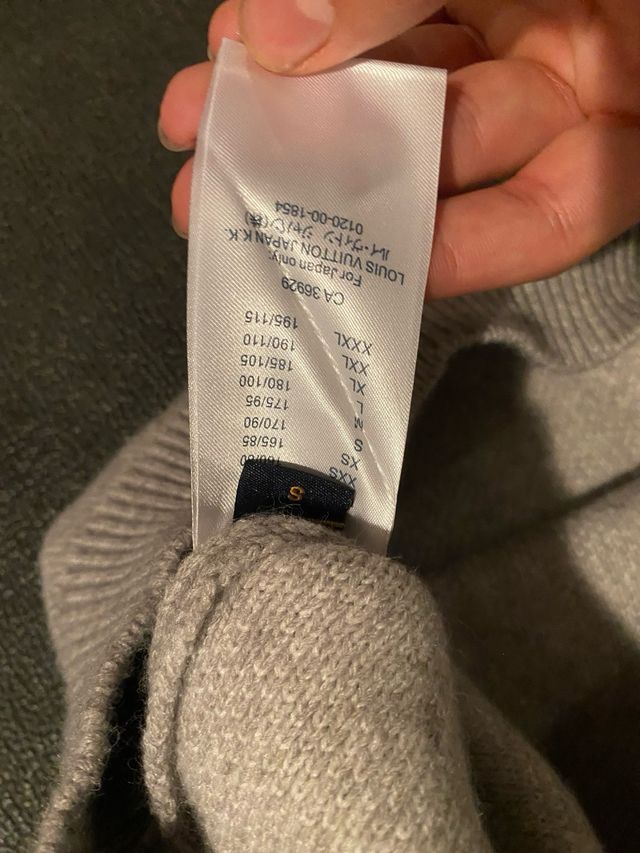 S
XXS 160/80
XS 165/85
S 170/90
M 175/95
L 180/100
XL 185/105
XXL 190/110
XXXL 195/115
CA 36929
For Japan only:
LOUIS VUITTON JAPAN K.K.
ルイ・ヴィトン ジャパン(株)
0120-00-1854